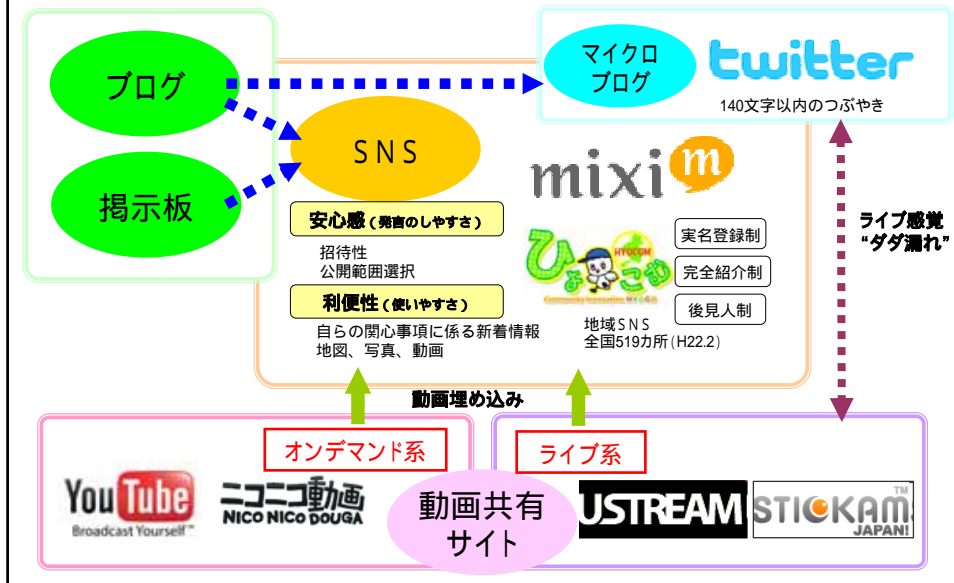 ブログ
掲示板
マイクロ
ブログ
twitter
140文字以内のつぶやき
SNS
安心感(発言のしやすさ)
招待性
公開範囲選択
利便性(使いやすさ)
自らの関心事項に係る新着情報
地図、写真、動画
mixi m
HYOCOM
ひょこむ
実名登録制
完全紹介制
後見人制
地域SNS
全国519カ所(H22.2)
ライブ感覚
“ダダ漏れ”
動画埋め込み
オンデマンド系
ライブ系
YouTube
Broadcast Yourself™
ニコニコ動画
NICO NICO DOUGA
動画共有
サイト
USTREAM
STICKAM™
JAPAN!